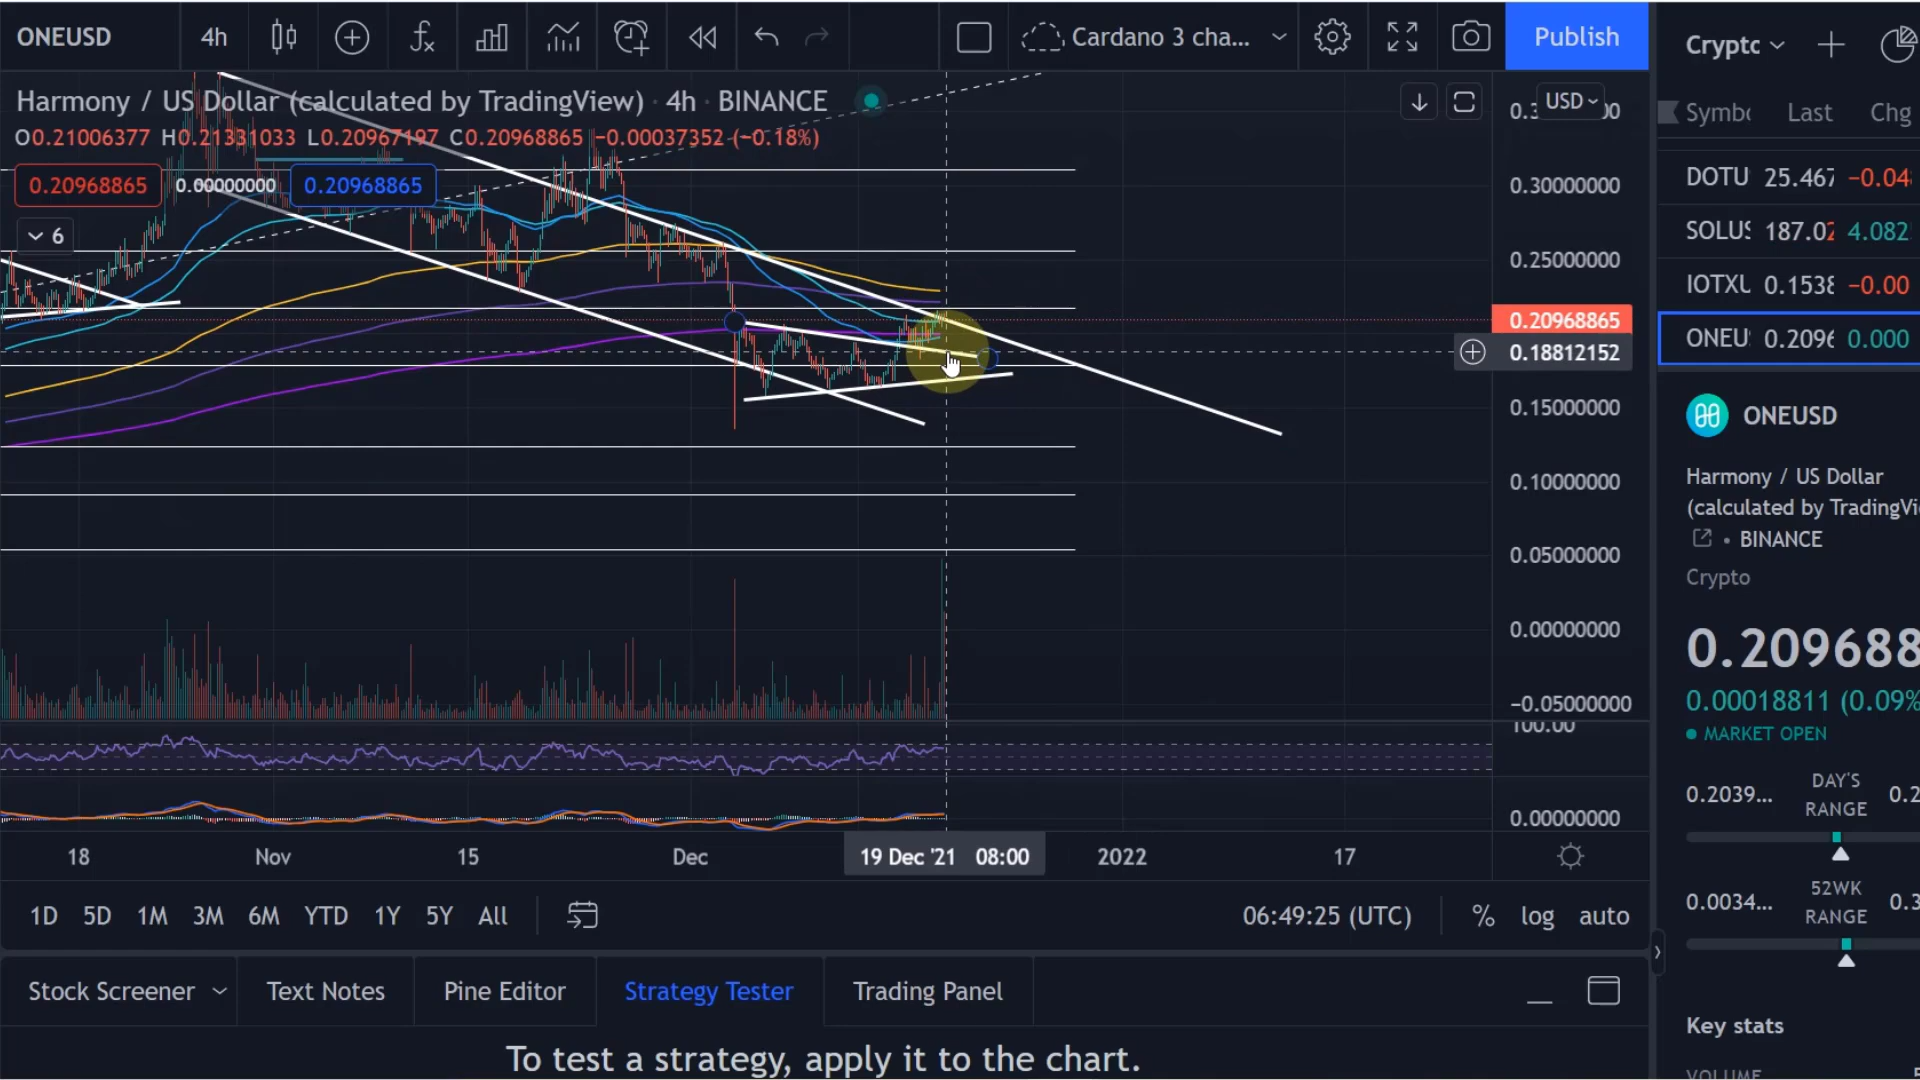 ONEUSD 4h Cardano 3 cha... Publish Crypto
Harmony / US Dollar (calculated by TradingView) · 4h · BINANCE USD
O0.21006377 H0.21331033 L0.20967197 C0.20968865 −0.00037352 (−0.18%)
0.20968865 0.00000000 0.20968865
6
0.30000000
0.25000000
0.20968865
0.18812152
0.15000000
0.10000000
0.05000000
0.00000000
−0.05000000
100.00
0.00000000
18 Nov 15 Dec 19 Dec '21 08:00 2022 17
1D 5D 1M 3M 6M YTD 1Y 5Y All 06:49:25 (UTC) % log auto
Stock Screener Text Notes Pine Editor Strategy Tester Trading Panel
To test a strategy, apply it to the chart.
Symbo Last Chg
DOTU 25.467 −0.04
SOLUS 187.02 4.082
IOTXU 0.1538 −0.00
ONEU 0.2096 0.000
ONEUSD
Harmony / US Dollar
(calculated by TradingVi
• BINANCE
Crypto
0.209688
0.00018811 (0.09%
MARKET OPEN
0.2039... DAY'S RANGE 0.2
0.0034... 52WK RANGE 0.3
Key stats
VOLUME